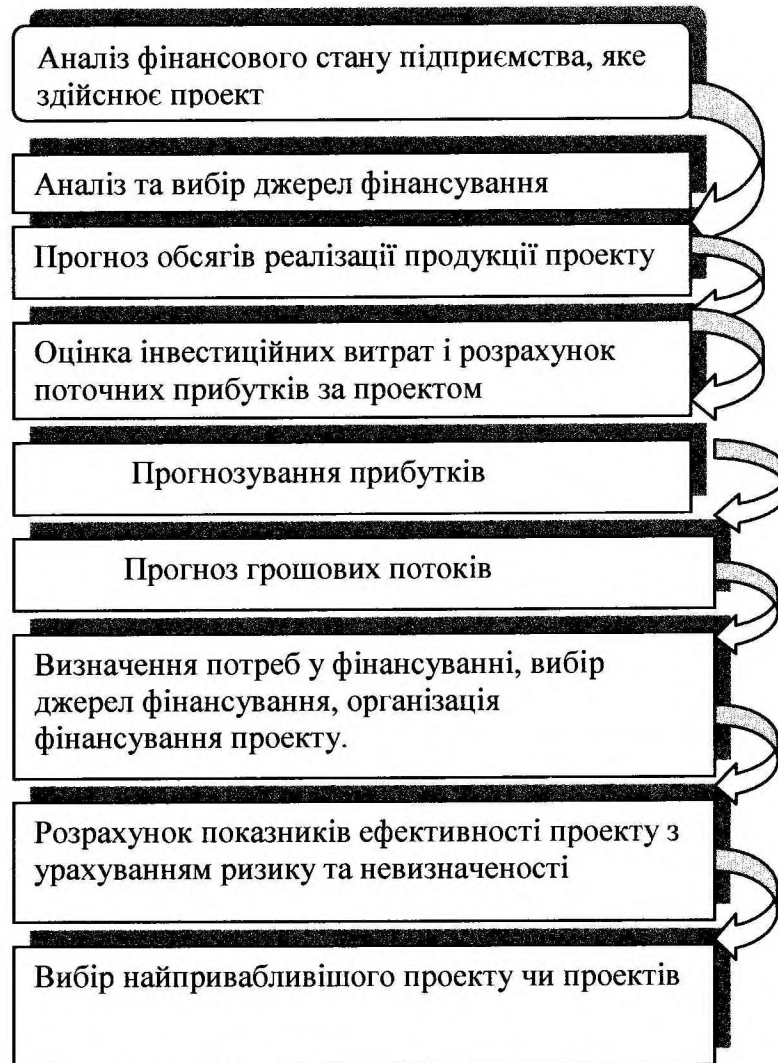 Аналіз фінансового стану підприємства, яке
здійснює проект
Аналіз та вибір джерел фінансування
Прогноз обсягів реалізації продукції проекту
Оцінка інвестиційних витрат і розрахунок
поточних прибутків за проектом
Прогнозування прибутків
Прогноз грошових потоків
Визначення потреб у фінансуванні, вибір
джерел фінансування, організація
фінансування проекту.
Розрахунок показників ефективності проекту з
урахуванням ризику та невизначеності
Вибір найпривабливішого проекту чи проектів